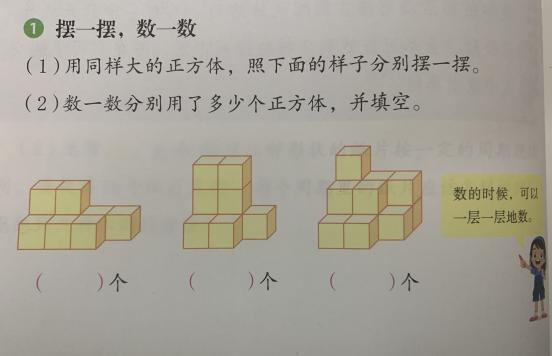 1 摆一摆，数一数
（1）用同样大的正方体，照下面的样子分别摆一摆。
（2）数一数分别用了多少个正方体，并填空。
数的时候，可以
一层一层地数。
（ ）个 （ ）个 （ ）个